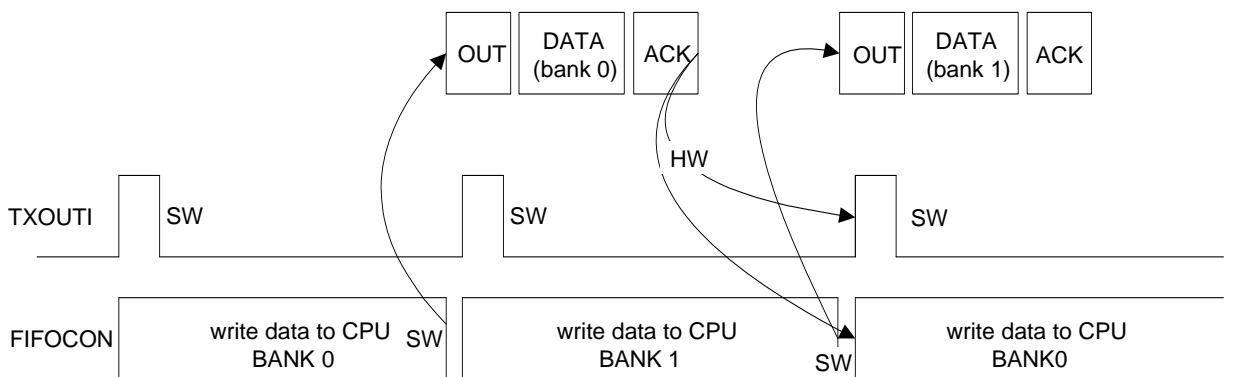 OUT
DATA
(bank 0)
ACK
OUT
DATA
(bank 1)
ACK
HW
TXOUTI
SW
SW
SW
FIFOCON
write data to CPU
BANK 0
SW
write data to CPU
BANK 1
SW
write data to CPU
BANK0